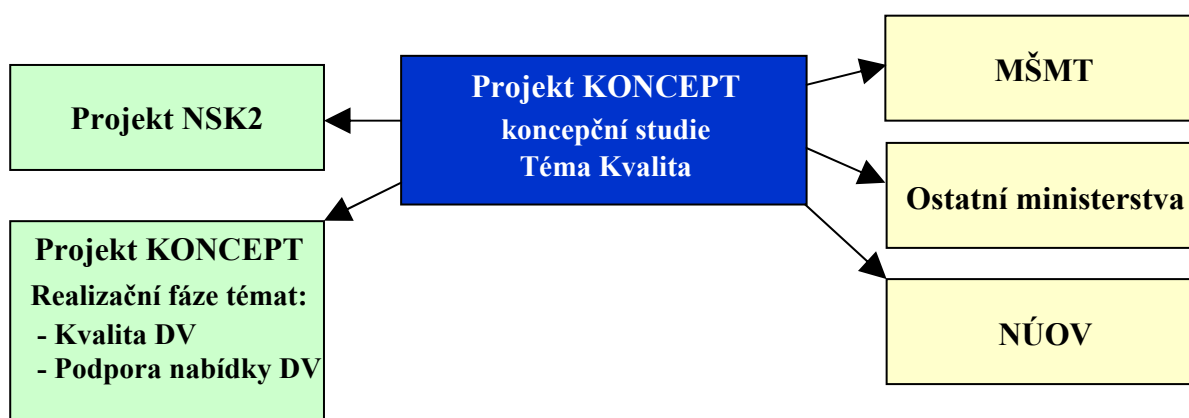 Projekt NSK2
Projekt KONCEPT
Realizační fáze témat:
- Kvalita DV
- Podpora nabídky DV
Projekt KONCEPT
koncepční studie
Téma Kvalita
MŠMT
Ostatní ministerstva
NÚOV